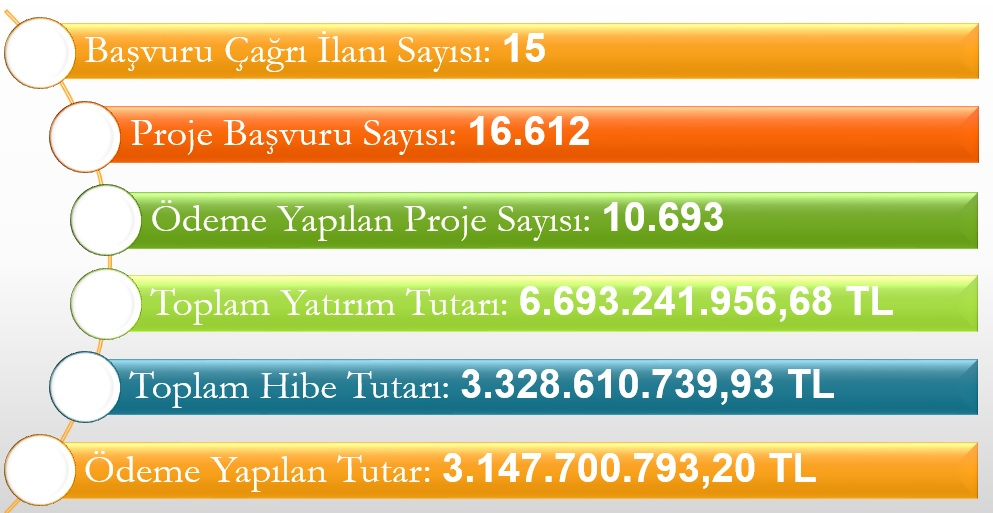 Başvuru Çağrı İlanı Sayısı: 15
Proje Başvuru Sayısı: 16.612
Ödeme Yapılan Proje Sayısı: 10.693
Toplam Yatırım Tutarı: 6.693.241.956,68 TL
Toplam Hibe Tutarı: 3.328.610.739,93 TL
Ödeme Yapılan Tutar: 3.147.700.793,20 TL